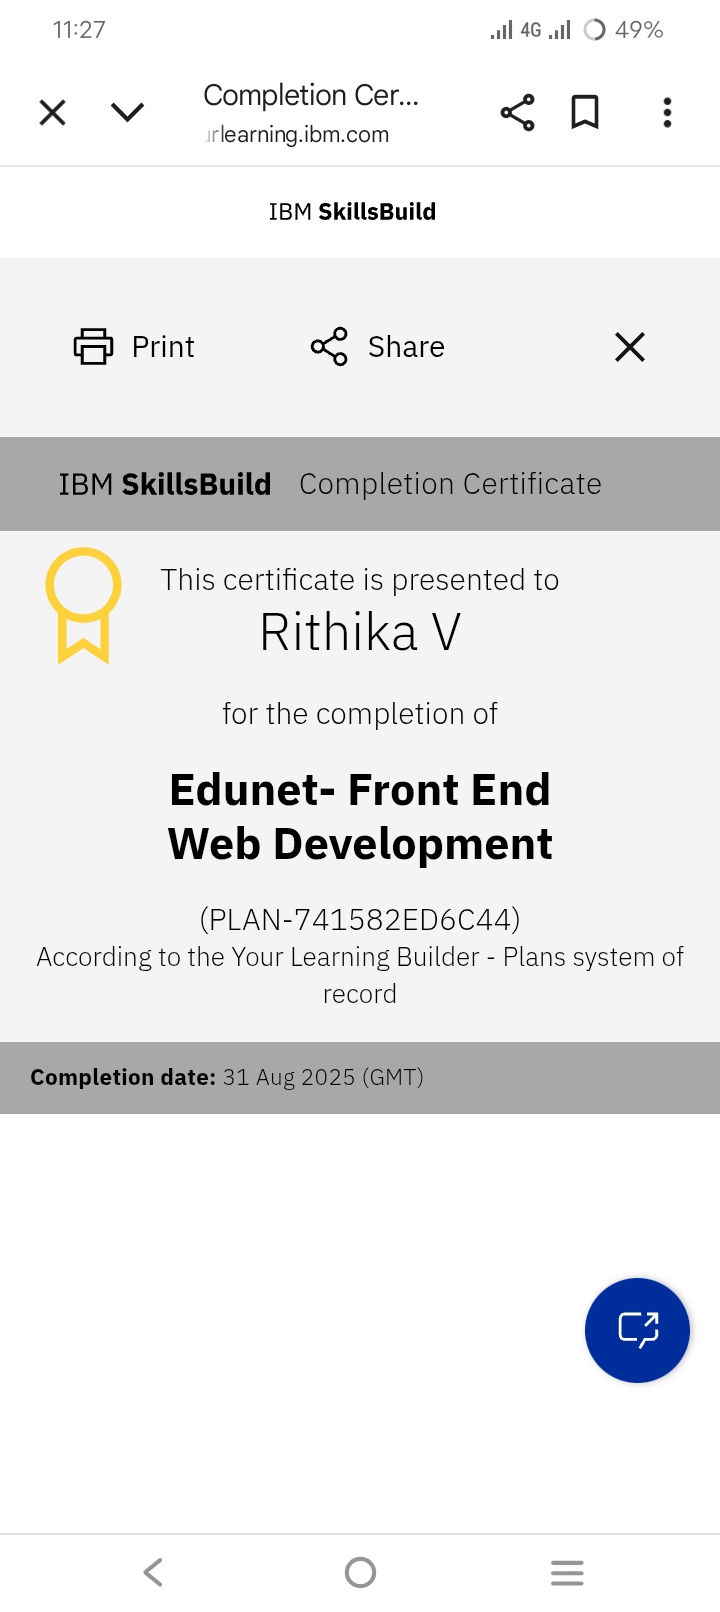 11:27
4G
49%
Completion Cer...
rlearning.ibm.com
IBM SkillsBuild
Print
Share
IBM SkillsBuild Completion Certificate
This certificate is presented to
Rithika V
for the completion of
Edunet- Front End
Web Development
(PLAN-741582ED6C44)
According to the Your Learning Builder - Plans system of
record
Completion date: 31 Aug 2025 (GMT)